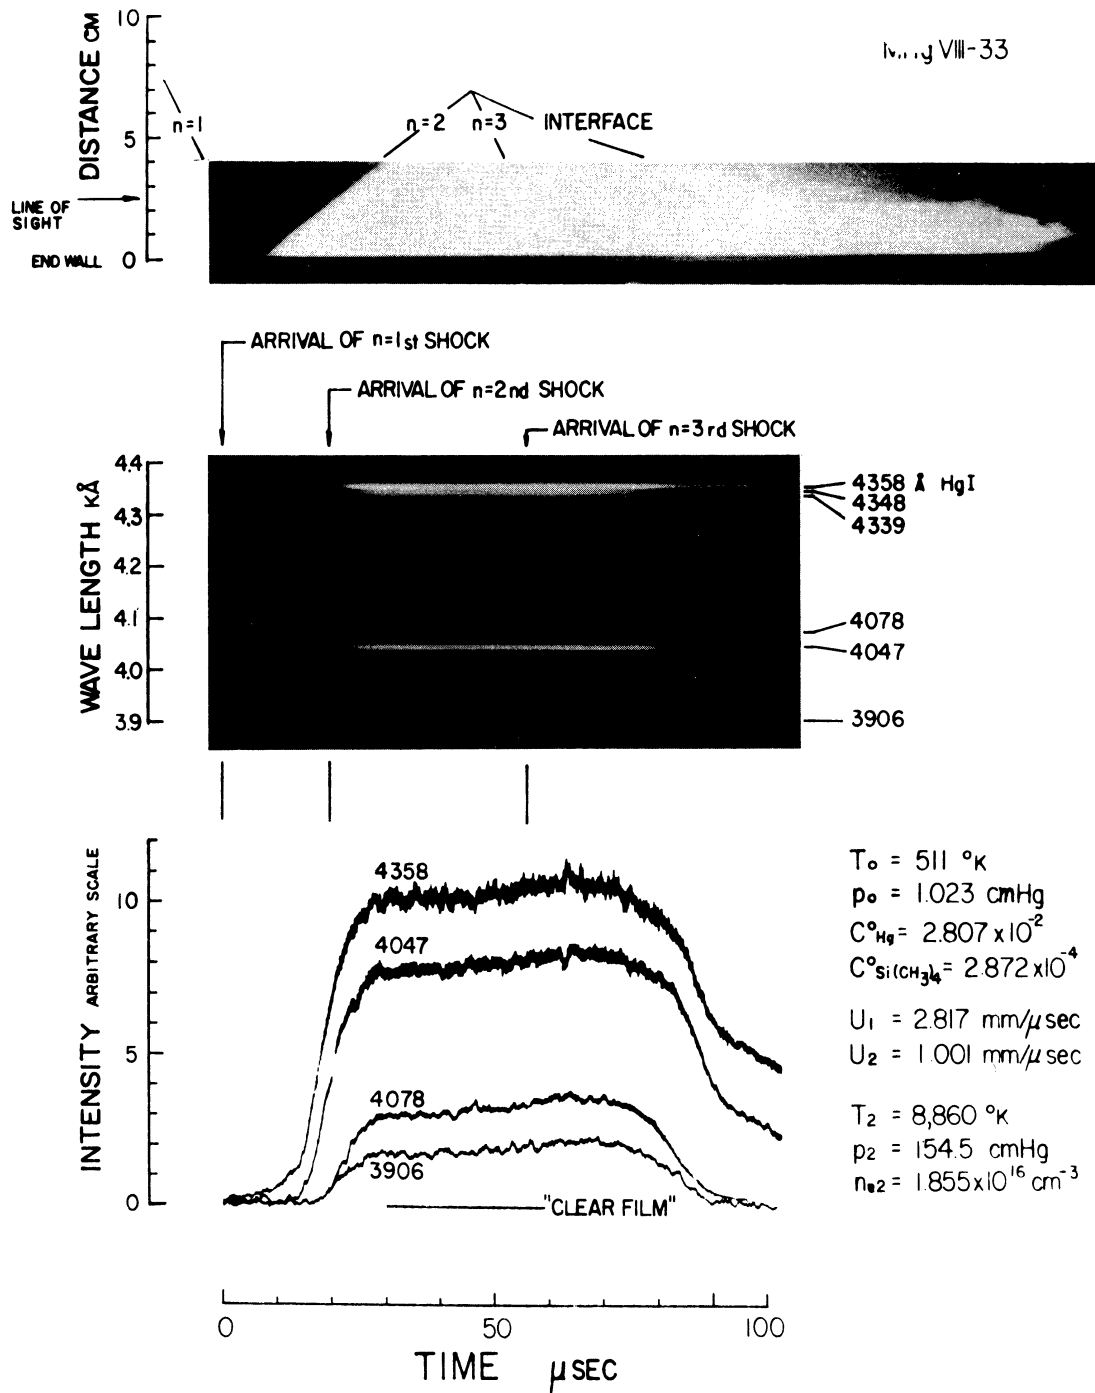 VIII-33
DISTANCE CM
10
5
0
n=1
n=2
n=3
INTERFACE
LINE OF
SIGHT
END WALL
ARRIVAL OF n=1st SHOCK
ARRIVAL OF n=2nd SHOCK
ARRIVAL OF n=3rd SHOCK
WAVE LENGTH KÅ
4.4
4.3
4.2
4.1
4.0
3.9
4358 Å HgI
4348
4339
4078
4047
3906
INTENSITY ARBITRARY SCALE
10
5
0
4358
4047
4078
3906
"CLEAR FILM"
T₀ = 511 °K
p₀ = 1.023 cmHg
C°Hg = 2.807 x 10⁻²
C°Si(CH₃)₄ = 2.872 x 10⁻⁴
U₁ = 2.817 mm/μsec
U₂ = 1.001 mm/μsec
T₂ = 8,860 °K
p₂ = 154.5 cmHg
nₑ₂ = 1.855 x 10¹⁶ cm⁻³
0
50
100
TIME μSEC